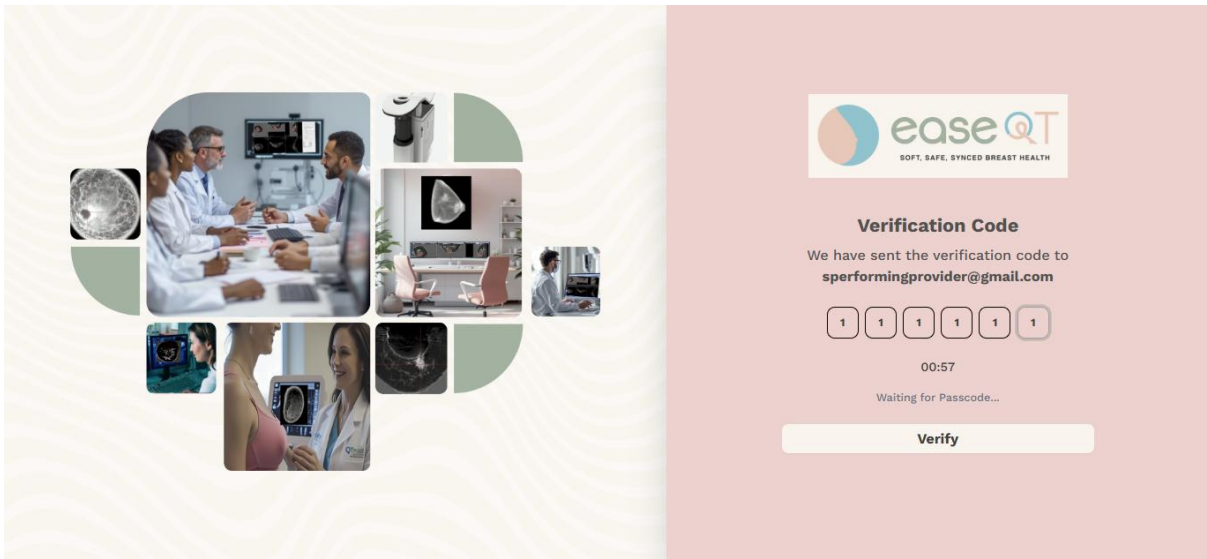 ease QT
SOFT, SAFE, SYNCED BREAST HEALTH
Verification Code
We have sent the verification code to
sperformingprovider@gmail.com
1 1 1 1 1 1
00:57
Waiting for Passcode...
Verify